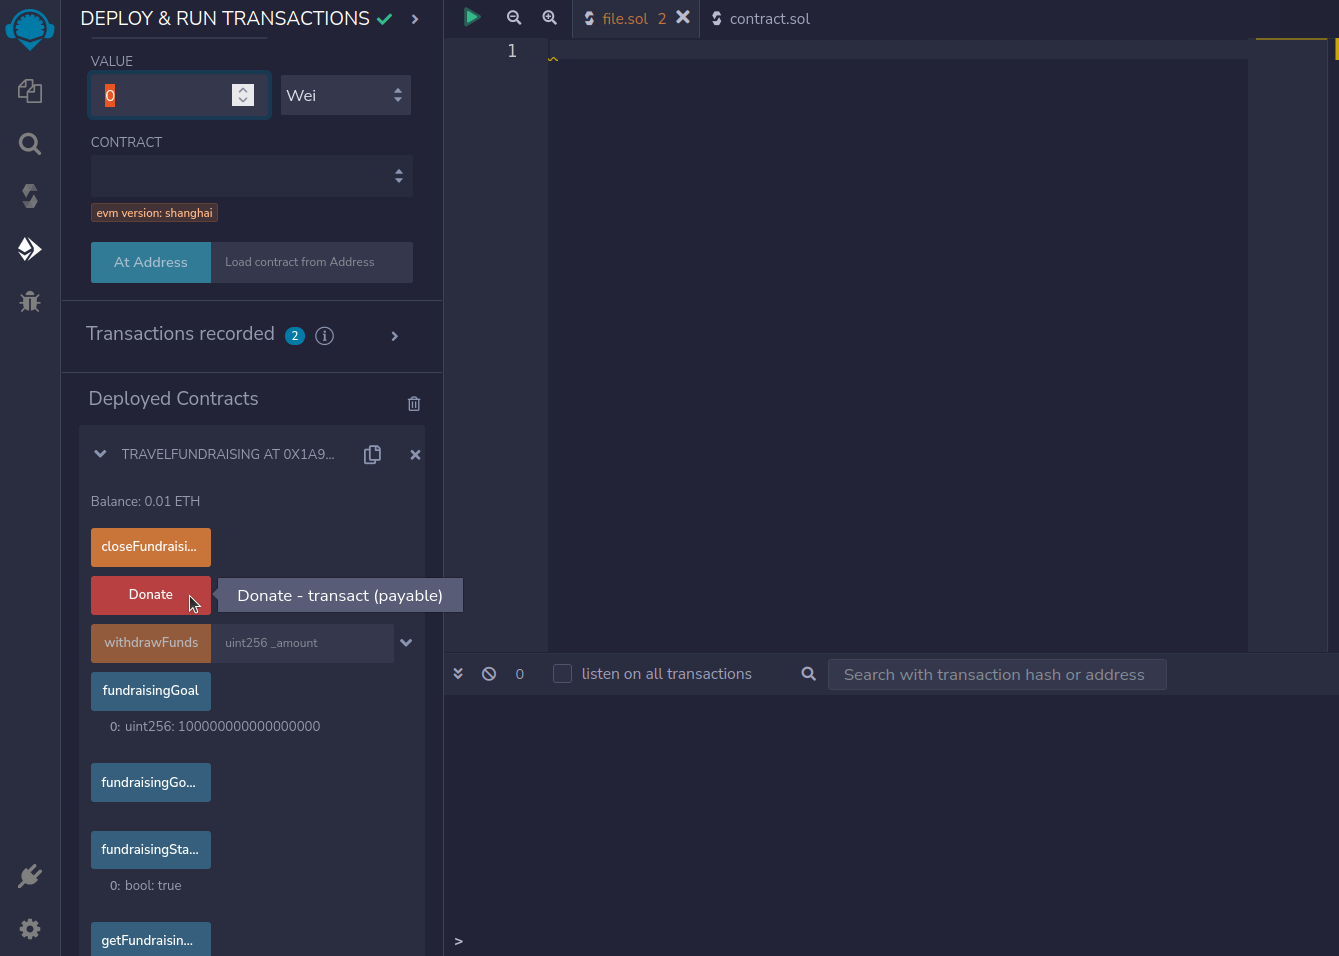 DEPLOY & RUN TRANSACTIONS
VALUE
0
Wei
CONTRACT
evm version: shanghai
At Address
Load contract from Address
Transactions recorded 2
Deployed Contracts
TRAVELFUNDRAISING AT 0X1A9...
Balance: 0.01 ETH
closeFundraisi...
Donate
Donate - transact (payable)
withdrawFunds
uint256 _amount
fundraisingGoal
0: uint256: 100000000000000000
fundraisingGo...
fundraisingSta...
0: bool: true
getFundraisin...
file.sol 2
contract.sol
1
0
listen on all transactions
Search with transaction hash or address
>